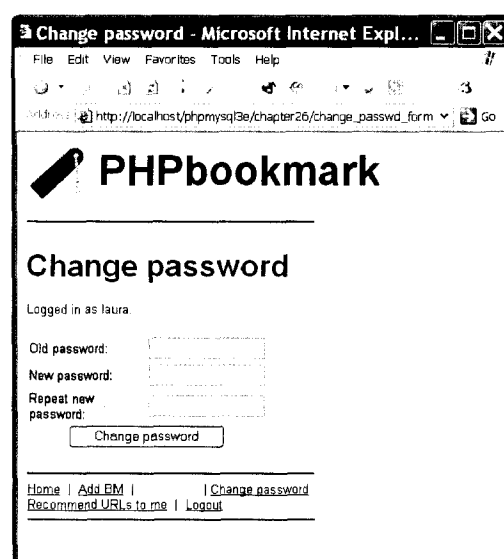 Change password - Microsoft Internet Expl...
File Edit View Favorites Tools Help
Address http://localhost/phpmysql3e/chapter26/change_passwd_form Go
PHPbookmark
Change password
Logged in as laura.
Old password:
New password:
Repeat new
password:
Change password
Home | Add BM | | Change password
Recommend URLs to me | Logout